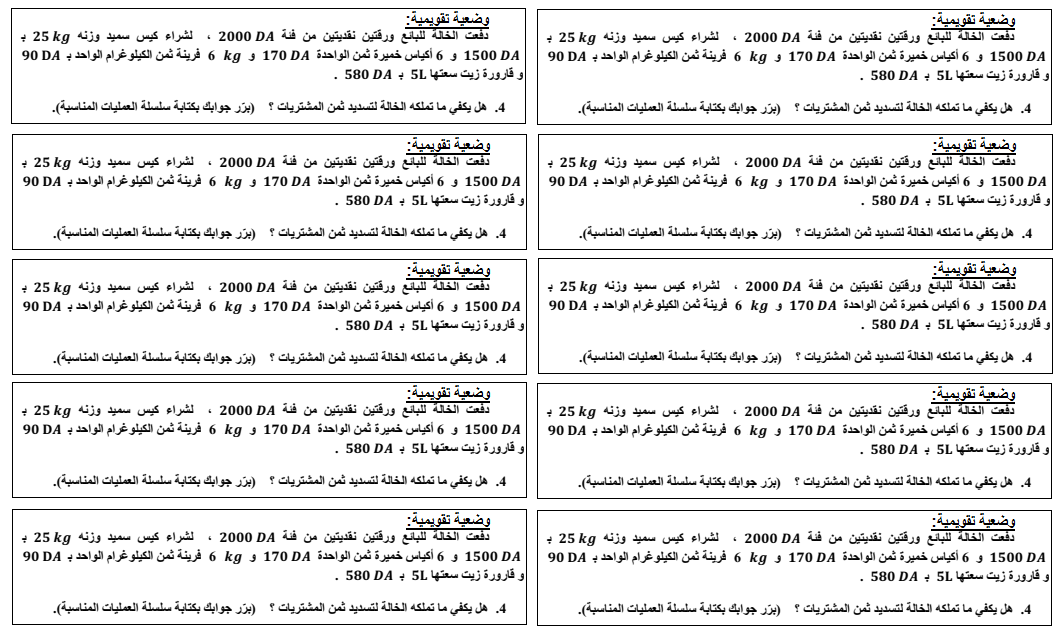 وضعية تقويمية:
دفعت الخالة للبائع ورقتين نقديتين من فئة 2000 DA ، لشراء كيس سميد وزنه 25 kg بـ
1500 DA و 6 أكياس خميرة ثمن الواحدة 170 DA و 6 kg فرينة ثمن الكيلوغرام الواحد بـ 90 DA
و قارورة زيت سعتها 5L بـ 580 DA .
4. هل يكفي ما تملكه الخالة لتسديد ثمن المشتريات ؟ (برّر جوابك بكتابة سلسلة العمليات المناسبة).
وضعية تقويمية:
دفعت الخالة للبائع ورقتين نقديتين من فئة 2000 DA ، لشراء كيس سميد وزنه 25 kg بـ
1500 DA و 6 أكياس خميرة ثمن الواحدة 170 DA و 6 kg فرينة ثمن الكيلوغرام الواحد بـ 90 DA
و قارورة زيت سعتها 5L بـ 580 DA .
4. هل يكفي ما تملكه الخالة لتسديد ثمن المشتريات ؟ (برّر جوابك بكتابة سلسلة العمليات المناسبة).
وضعية تقويمية:
دفعت الخالة للبائع ورقتين نقديتين من فئة 2000 DA ، لشراء كيس سميد وزنه 25 kg بـ
1500 DA و 6 أكياس خميرة ثمن الواحدة 170 DA و 6 kg فرينة ثمن الكيلوغرام الواحد بـ 90 DA
و قارورة زيت سعتها 5L بـ 580 DA .
4. هل يكفي ما تملكه الخالة لتسديد ثمن المشتريات ؟ (برّر جوابك بكتابة سلسلة العمليات المناسبة).
وضعية تقويمية:
دفعت الخالة للبائع ورقتين نقديتين من فئة 2000 DA ، لشراء كيس سميد وزنه 25 kg بـ
1500 DA و 6 أكياس خميرة ثمن الواحدة 170 DA و 6 kg فرينة ثمن الكيلوغرام الواحد بـ 90 DA
و قارورة زيت سعتها 5L بـ 580 DA .
4. هل يكفي ما تملكه الخالة لتسديد ثمن المشتريات ؟ (برّر جوابك بكتابة سلسلة العمليات المناسبة).
وضعية تقويمية:
دفعت الخالة للبائع ورقتين نقديتين من فئة 2000 DA ، لشراء كيس سميد وزنه 25 kg بـ
1500 DA و 6 أكياس خميرة ثمن الواحدة 170 DA و 6 kg فرينة ثمن الكيلوغرام الواحد بـ 90 DA
و قارورة زيت سعتها 5L بـ 580 DA .
4. هل يكفي ما تملكه الخالة لتسديد ثمن المشتريات ؟ (برّر جوابك بكتابة سلسلة العمليات المناسبة).
وضعية تقويمية:
دفعت الخالة للبائع ورقتين نقديتين من فئة 2000 DA ، لشراء كيس سميد وزنه 25 kg بـ
1500 DA و 6 أكياس خميرة ثمن الواحدة 170 DA و 6 kg فرينة ثمن الكيلوغرام الواحد بـ 90 DA
و قارورة زيت سعتها 5L بـ 580 DA .
4. هل يكفي ما تملكه الخالة لتسديد ثمن المشتريات ؟ (برّر جوابك بكتابة سلسلة العمليات المناسبة).
وضعية تقويمية:
دفعت الخالة للبائع ورقتين نقديتين من فئة 2000 DA ، لشراء كيس سميد وزنه 25 kg بـ
1500 DA و 6 أكياس خميرة ثمن الواحدة 170 DA و 6 kg فرينة ثمن الكيلوغرام الواحد بـ 90 DA
و قارورة زيت سعتها 5L بـ 580 DA .
4. هل يكفي ما تملكه الخالة لتسديد ثمن المشتريات ؟ (برّر جوابك بكتابة سلسلة العمليات المناسبة).
وضعية تقويمية:
دفعت الخالة للبائع ورقتين نقديتين من فئة 2000 DA ، لشراء كيس سميد وزنه 25 kg بـ
1500 DA و 6 أكياس خميرة ثمن الواحدة 170 DA و 6 kg فرينة ثمن الكيلوغرام الواحد بـ 90 DA
و قارورة زيت سعتها 5L بـ 580 DA .
4. هل يكفي ما تملكه الخالة لتسديد ثمن المشتريات ؟ (برّر جوابك بكتابة سلسلة العمليات المناسبة).
وضعية تقويمية:
دفعت الخالة للبائع ورقتين نقديتين من فئة 2000 DA ، لشراء كيس سميد وزنه 25 kg بـ
1500 DA و 6 أكياس خميرة ثمن الواحدة 170 DA و 6 kg فرينة ثمن الكيلوغرام الواحد بـ 90 DA
و قارورة زيت سعتها 5L بـ 580 DA .
4. هل يكفي ما تملكه الخالة لتسديد ثمن المشتريات ؟ (برّر جوابك بكتابة سلسلة العمليات المناسبة).
وضعية تقويمية:
دفعت الخالة للبائع ورقتين نقديتين من فئة 2000 DA ، لشراء كيس سميد وزنه 25 kg بـ
1500 DA و 6 أكياس خميرة ثمن الواحدة 170 DA و 6 kg فرينة ثمن الكيلوغرام الواحد بـ 90 DA
و قارورة زيت سعتها 5L بـ 580 DA .
4. هل يكفي ما تملكه الخالة لتسديد ثمن المشتريات ؟ (برّر جوابك بكتابة سلسلة العمليات المناسبة).